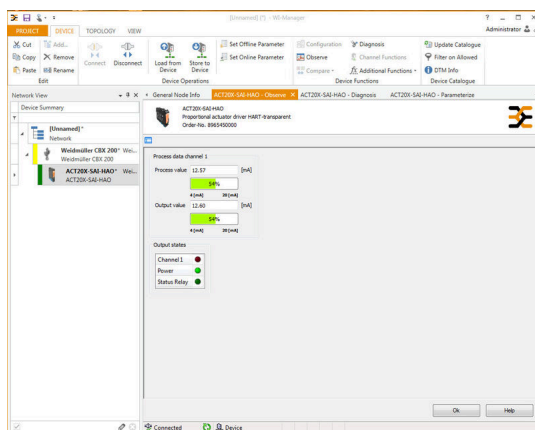 [Unnamed] (*) - WI-Manager
PROJECT DEVICE TOPOLOGY VIEW
Administrator
Cut Add...
Copy Remove
Paste Rename
Edit
Connect Disconnect
Load from Device
Store to Device
Set Offline Parameter
Set Online Parameter
Device Operations
Configuration Diagnosis
Observe Channel Functions
Compare Additional Functions
Device Functions
Update Catalogue
Filter on Allowed
DTM Info
Device Catalogue
Network View
Device Summary
[Unnamed]*
Network
Weidmüller CBX 200* Wei...
Weidmüller CBX 200
ACT20X-SAI-HAO* Wei...
ACT20X-SAI-HAO
General Node Info ACT20X-SAI-HAO - Observe ACT20X-SAI-HAO - Diagnosis ACT20X-SAI-HAO - Parameterize
ACT20X-SAI-HAO
Proportional actuator driver HART-transparent
Order-No. 8965450000
Process data channel 1
Process value 12.57 [mA]
54%
4 [mA] 20 [mA]
Output value 12.60 [mA]
54%
4 [mA] 20 [mA]
Output states
Channel 1
Power
Status Relay
Ok Help
Connected Device